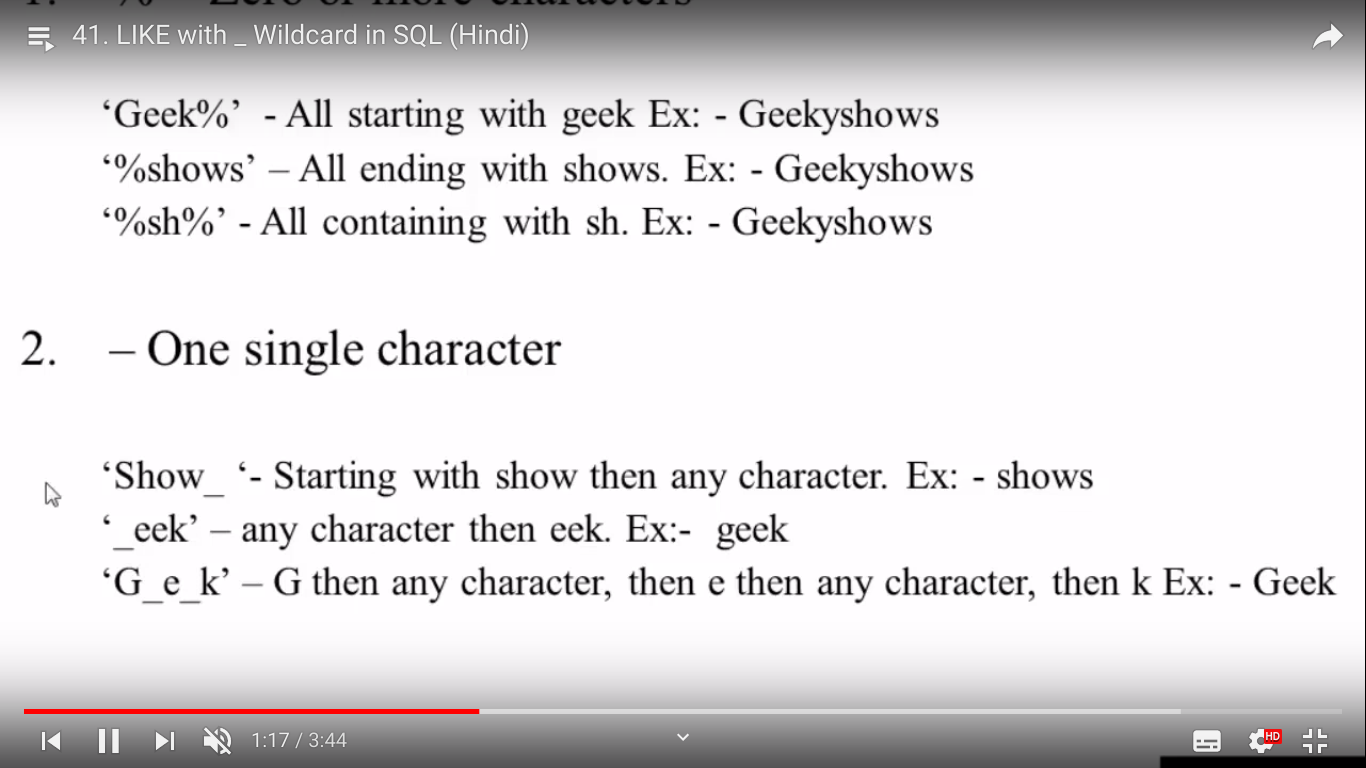 1. % – Zero or more characters
41. LIKE with _ Wildcard in SQL (Hindi)
‘Geek%’ - All starting with geek Ex: - Geekyshows
‘%shows’ – All ending with shows. Ex: - Geekyshows
‘%sh%’ - All containing with sh. Ex: - Geekyshows
2. – One single character
‘Show_ ‘- Starting with show then any character. Ex: - shows
‘_eek’ – any character then eek. Ex:- geek
‘G_e_k’ – G then any character, then e then any character, then k Ex: - Geek
1:17 / 3:44
HD